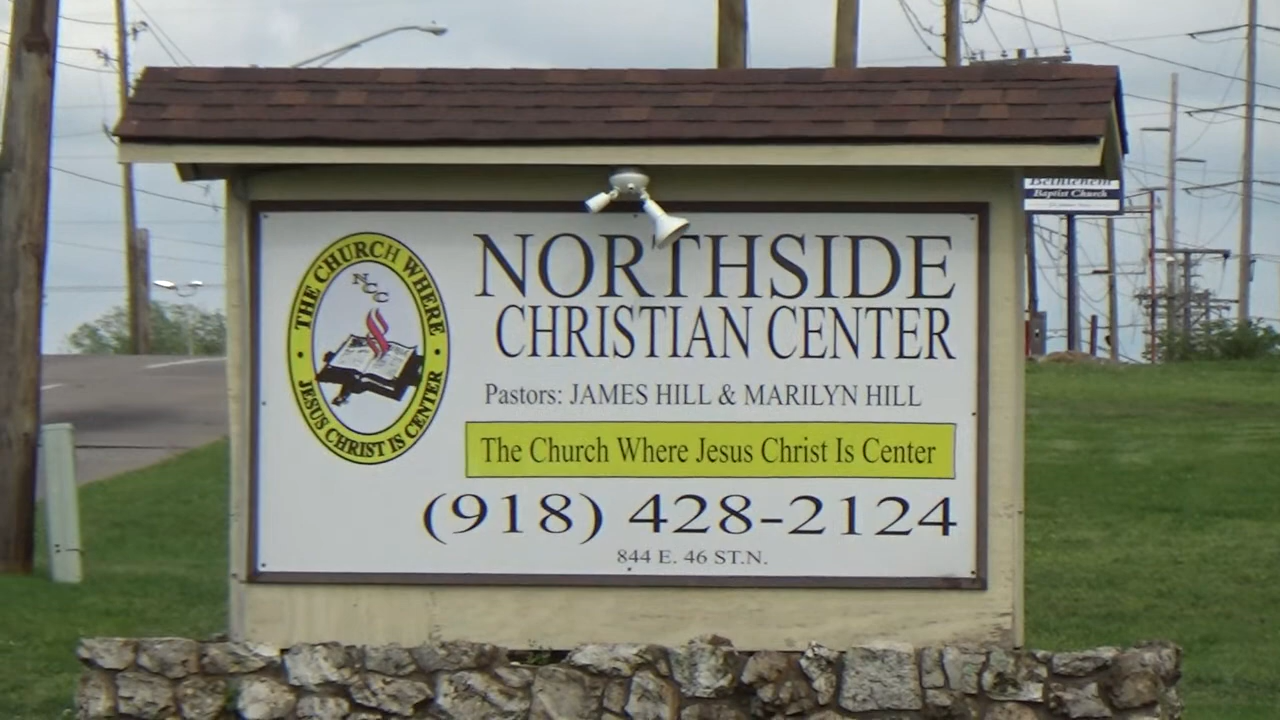 THE CHURCH WHERE
NCC
JESUS CHRIST IS CENTER
NORTHSIDE
CHRISTIAN CENTER
Pastors: JAMES HILL & MARILYN HILL
The Church Where Jesus Christ Is Center
(918) 428-2124
844 E. 46 ST.N.
Bethlehem
Baptist Church